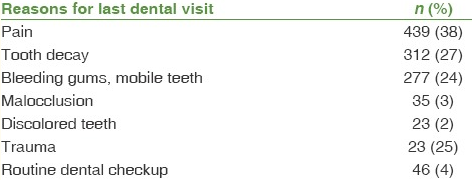 Reasons for last dental visit n (%)
Pain 439 (38)
Tooth decay 312 (27)
Bleeding gums, mobile teeth 277 (24)
Malocclusion 35 (3)
Discolored teeth 23 (2)
Trauma 23 (25)
Routine dental checkup 46 (4)